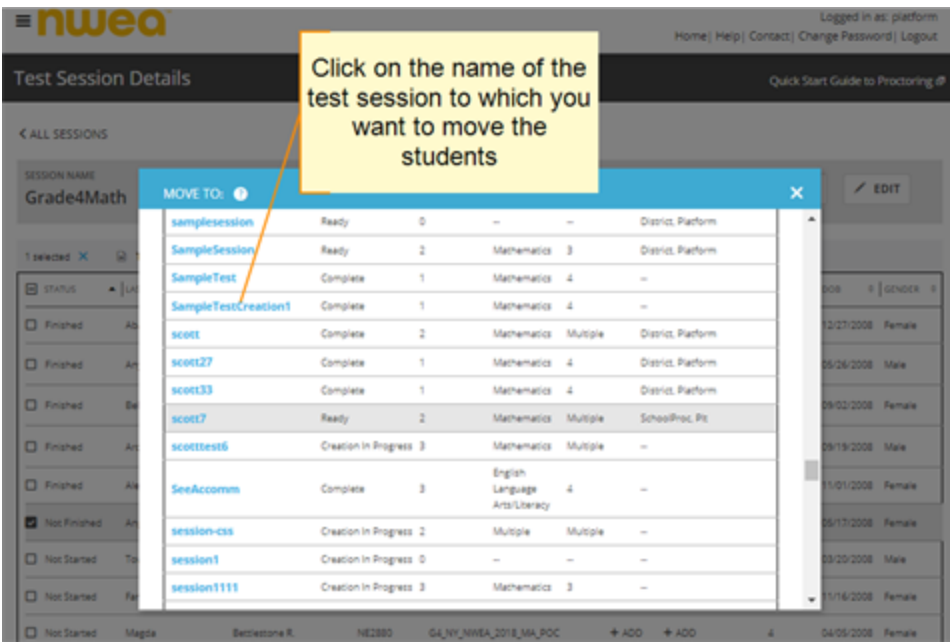 nwea
Logged in as: platform
Home| Help| Contact| Change Password| Logout
Test Session Details
Quick Start Guide to Proctoring
Click on the name of the
test session to which you
want to move the
students
< ALL SESSIONS
SESSION NAME
Grade4Math
EDIT
MOVE TO: ?
samplesession Ready 0 -- -- District, Platform
SampleSession Ready 2 Mathematics 3 District, Platform
SampleTest Complete 1 Mathematics 4 --
SampleTestCreation1 Complete 1 Mathematics 4 --
scott Complete 2 Mathematics Multiple District, Platform
scott27 Complete 1 Mathematics 4 District, Platform
scott33 Complete 1 Mathematics 4 District, Platform
scott7 Ready 2 Mathematics Multiple SchoolProc, Plt
scotttest6 Creation In Progress 3 Mathematics Multiple --
English
SeeAccomm Complete 3 Language 4 --
Arts/Literacy
session-css Creation In Progress 2 Multiple Multiple --
session1 Creation In Progress 0 -- -- --
session1111 Creation In Progress 3 Mathematics 3 --
1 selected X
STATUS DOB GENDER
Finished 12/27/2008 Female
Finished 05/26/2008 Male
Finished 09/02/2008 Female
Finished 09/19/2008 Male
Finished 11/01/2008 Female
Not Finished 05/17/2008 Female
Not Started 03/20/2008 Male
Not Started 11/16/2008 Female
Not Started Magda Bettlestone R. NE2880 G4_NY_NWEA_2018_MA_POC + ADD + ADD 4 04/05/2008 Female